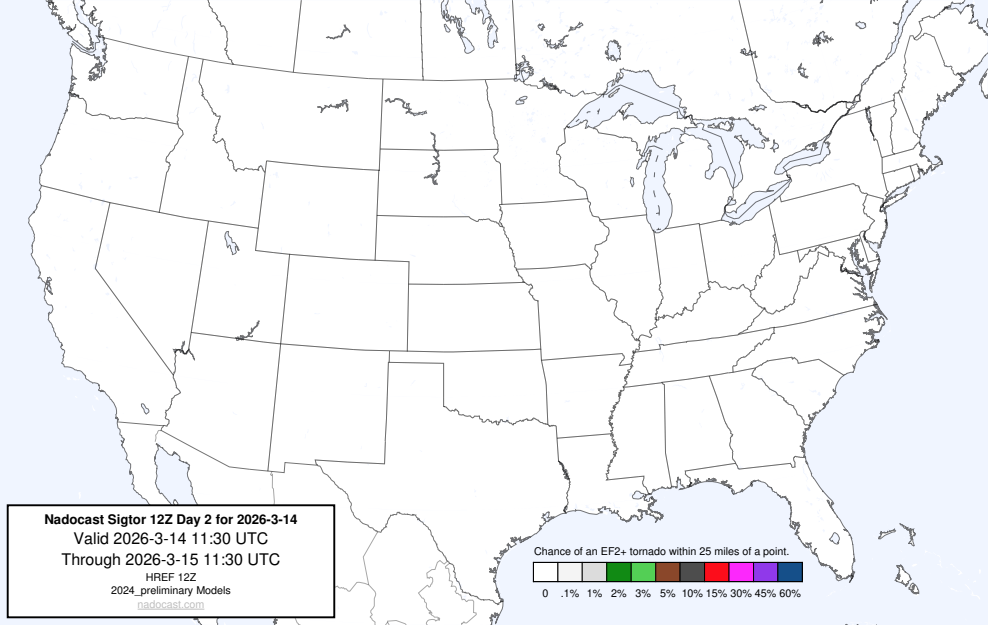 Nadocast Sigtor 12Z Day 2 for 2026-3-14
Valid 2026-3-14 11:30 UTC
Through 2026-3-15 11:30 UTC
HREF 12Z
2024_preliminary Models
nadocast.com
Chance of an EF2+ tornado within 25 miles of a point.
0 .1% 1% 2% 3% 5% 10% 15% 30% 45% 60%